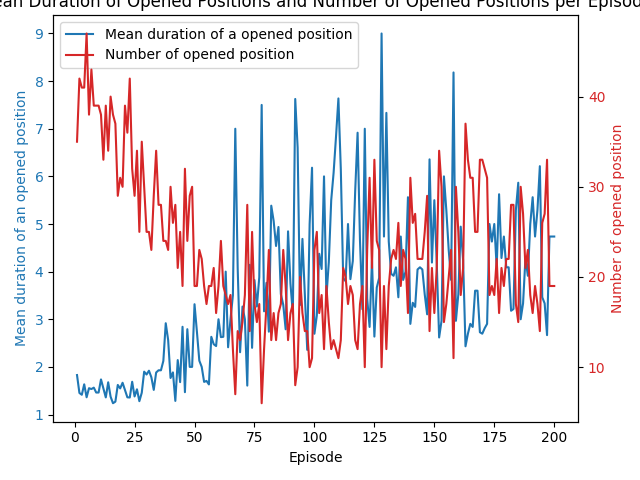 an Duration of Opened Positions and Number of Opened Positions per Episod
Mean duration of a opened position
Number of opened position
Mean duration of an opened position
9
8
7
6
5
4
3
2
1
40
30
20
10
Number of opened position
0 25 50 75 100 125 150 175 200
Episode